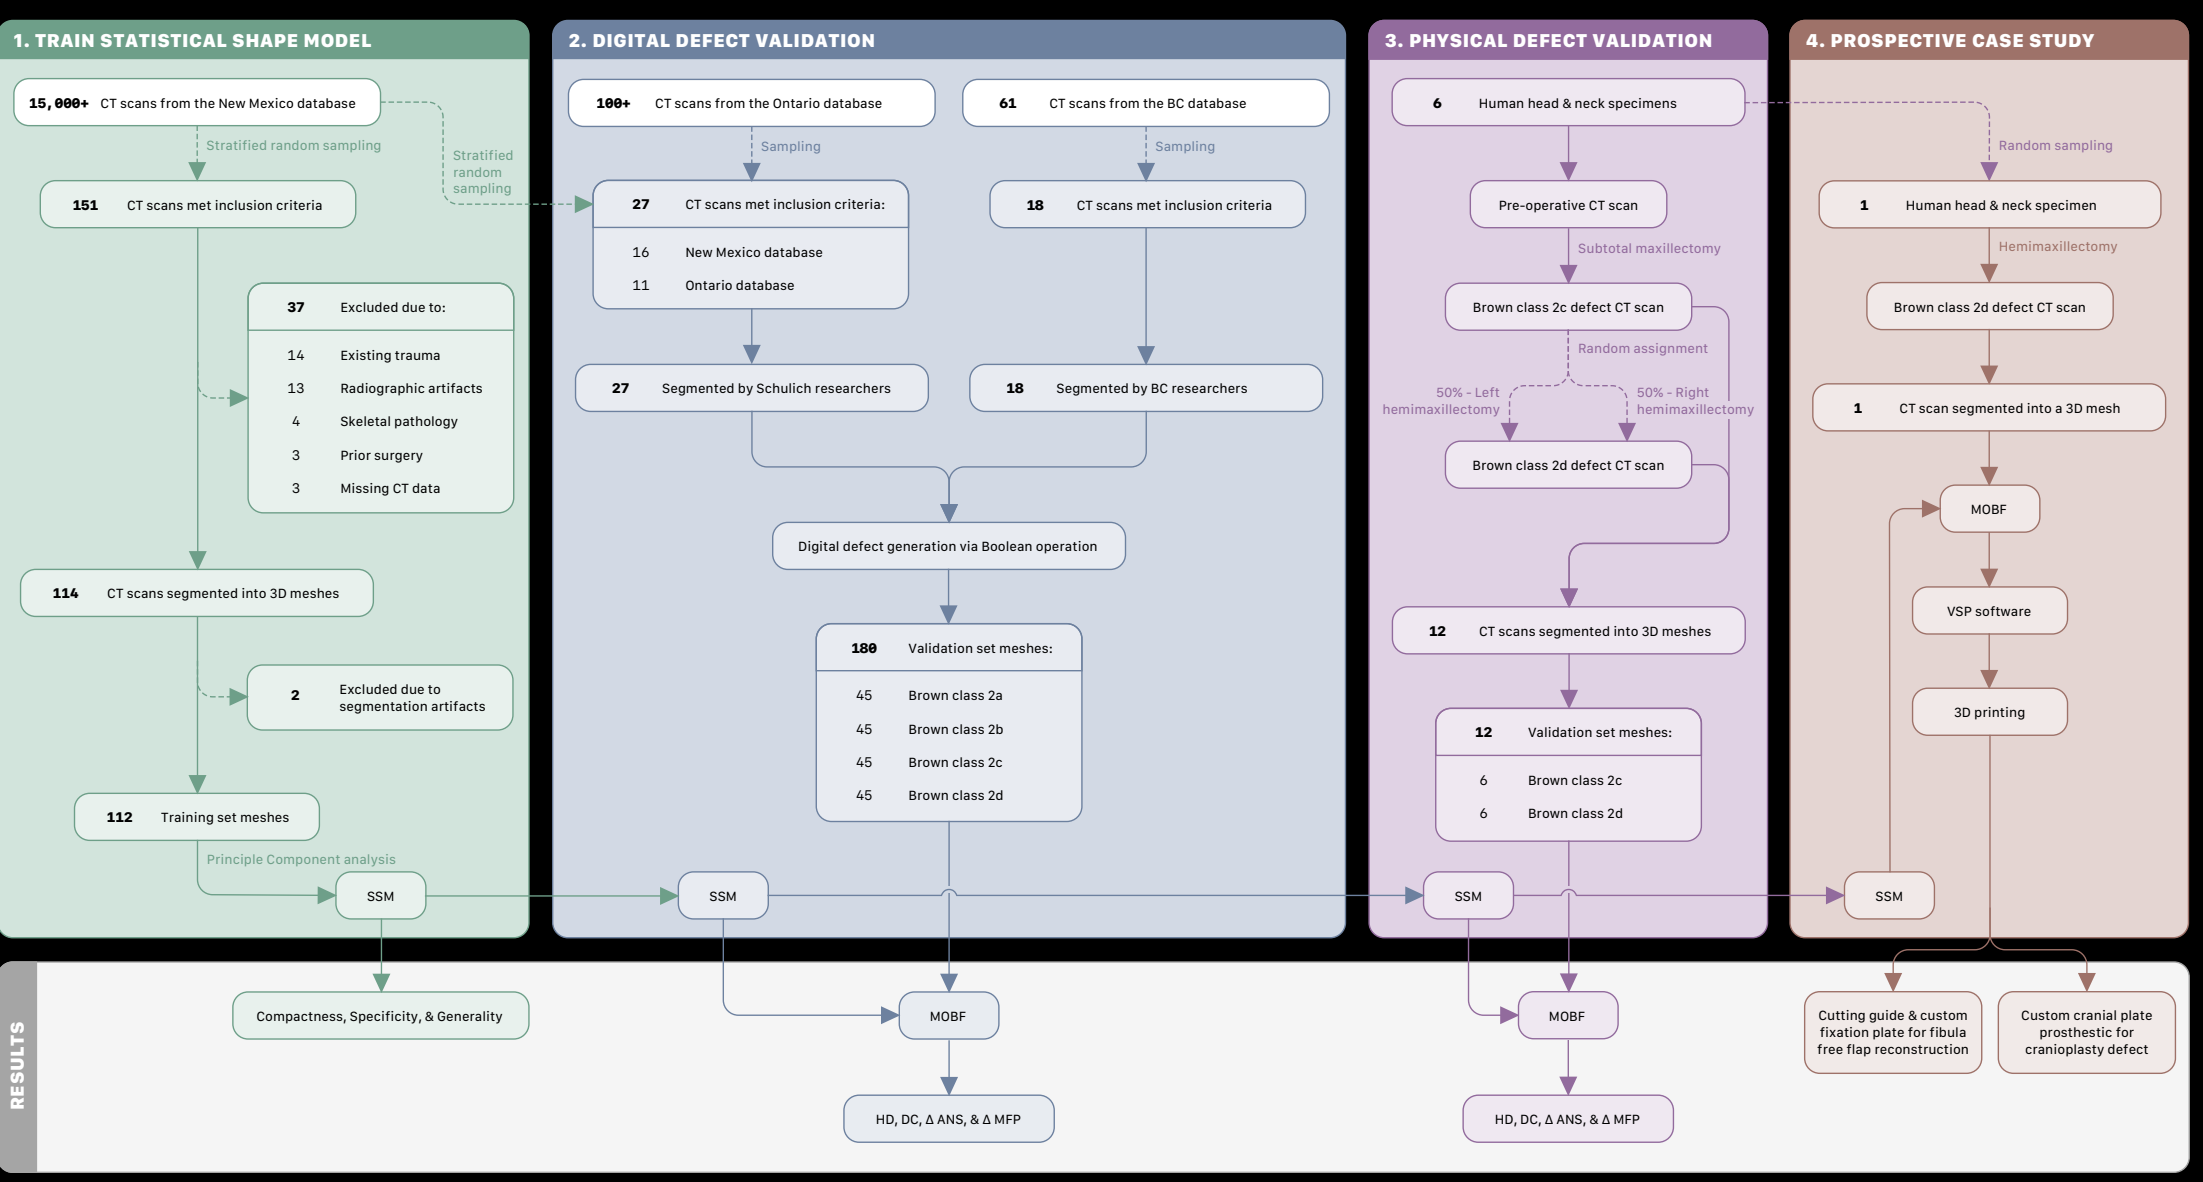 1. TRAIN STATISTICAL SHAPE MODEL
15,000+ CT scans from the New Mexico database
Stratified random sampling
Stratified
random
sampling
151 CT scans met inclusion criteria
37 Excluded due to:
14 Existing trauma
13 Radiographic artifacts
4 Skeletal pathology
3 Prior surgery
3 Missing CT data
114 CT scans segmented into 3D meshes
2 Excluded due to
segmentation artifacts
112 Training set meshes
Principle Component analysis
SSM
2. DIGITAL DEFECT VALIDATION
100+ CT scans from the Ontario database
61 CT scans from the BC database
Sampling
Sampling
27 CT scans met inclusion criteria:
16 New Mexico database
11 Ontario database
18 CT scans met inclusion criteria
27 Segmented by Schulich researchers
18 Segmented by BC researchers
Digital defect generation via Boolean operation
180 Validation set meshes:
45 Brown class 2a
45 Brown class 2b
45 Brown class 2c
45 Brown class 2d
SSM
3. PHYSICAL DEFECT VALIDATION
6 Human head & neck specimens
Pre-operative CT scan
Subtotal maxillectomy
Brown class 2c defect CT scan
Random assignment
50% - Left
hemimaxillectomy
50% - Right
hemimaxillectomy
Brown class 2d defect CT scan
12 CT scans segmented into 3D meshes
12 Validation set meshes:
6 Brown class 2c
6 Brown class 2d
SSM
4. PROSPECTIVE CASE STUDY
Random sampling
1 Human head & neck specimen
Hemimaxillectomy
Brown class 2d defect CT scan
1 CT scan segmented into a 3D mesh
MOBF
VSP software
3D printing
SSM
RESULTS
Compactness, Specificity, & Generality
MOBF
HD, DC, Δ ANS, & Δ MFP
MOBF
HD, DC, Δ ANS, & Δ MFP
Cutting guide & custom
fixation plate for fibula
free flap reconstruction
Custom cranial plate
prosthestic for
cranioplasty defect